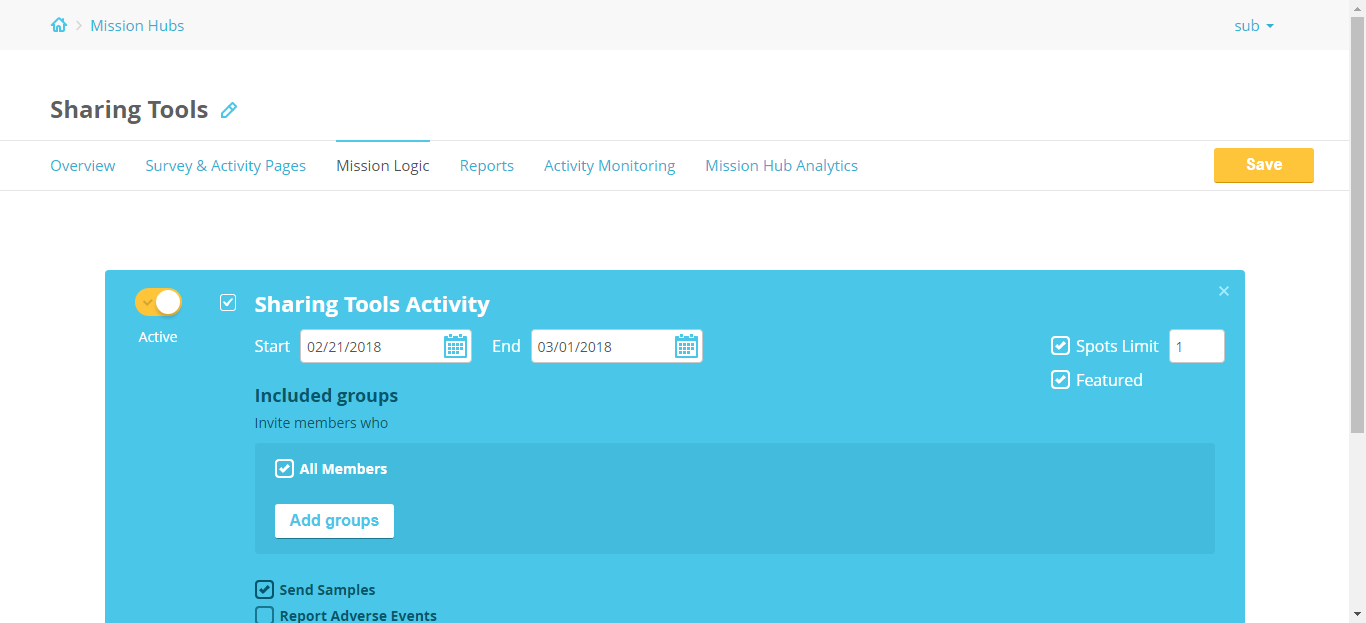 Mission Hubs
sub
Sharing Tools
Overview
Survey & Activity Pages
Mission Logic
Reports
Activity Monitoring
Mission Hub Analytics
Save
Active
Sharing Tools Activity
Start 02/21/2018 End 03/01/2018
Spots Limit 1
Featured
Included groups
Invite members who
All Members
Add groups
Send Samples
Report Adverse Events